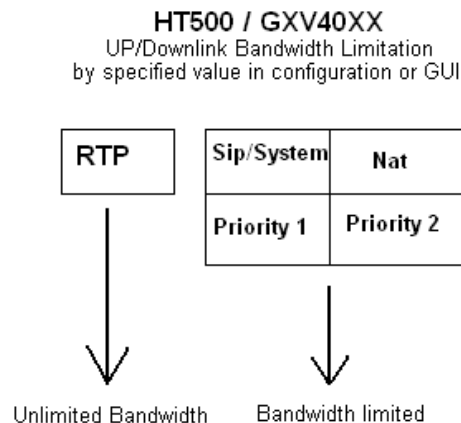 HT500 / GXV40XX
UP/Downlink Bandwidth Limitation
by specified value in configuration or GUI
RTP
Sip/System
Nat
Priority 1
Priority 2
Unlimited Bandwidth
Bandwidth limited